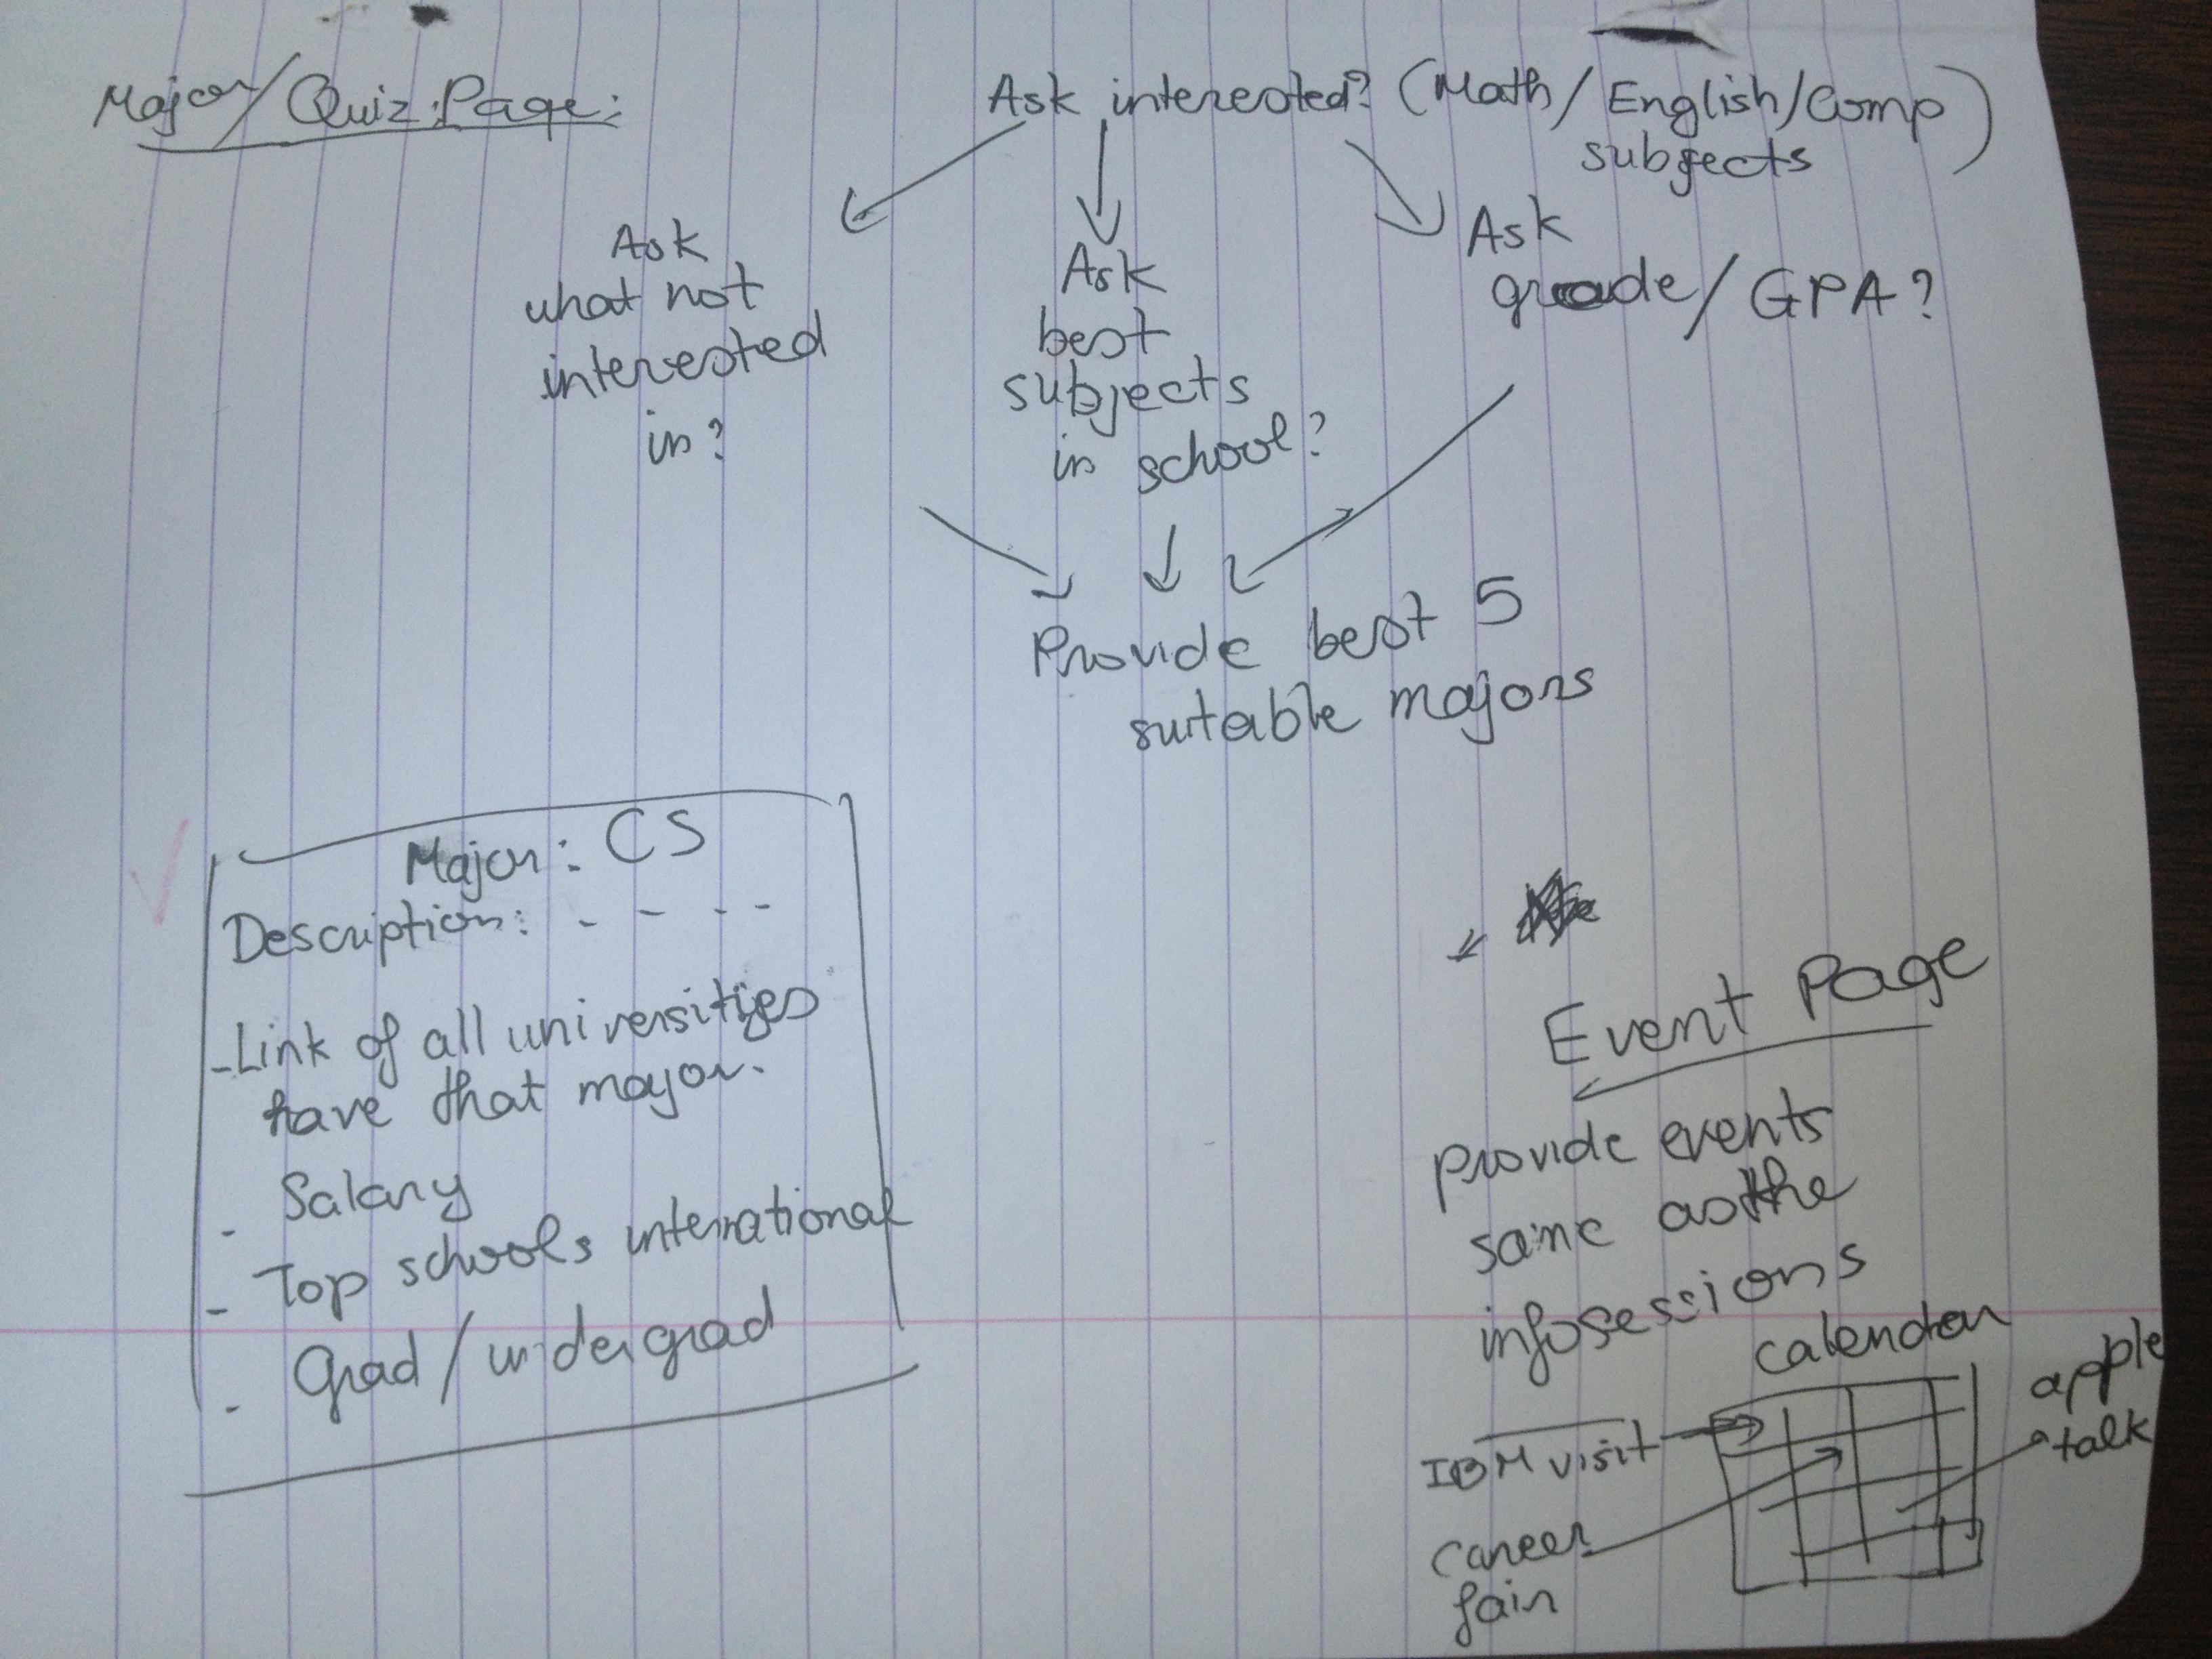 Major/Quiz Page:
Ask interested? (Math/English/Comp
subjects)
Ask
what not
interested
in?
Ask
best
subjects
in school?
Ask
grade/GPA?
Provide best 5
suitable majors
Major: CS
Description: - - - -
- Link of all universities
have that major.
- Salary
- Top schools international
- Grad/undergrad
Event Page
Provide events
same as the
infosessions
calendar
IBM visit
Career
fair
apple
talk